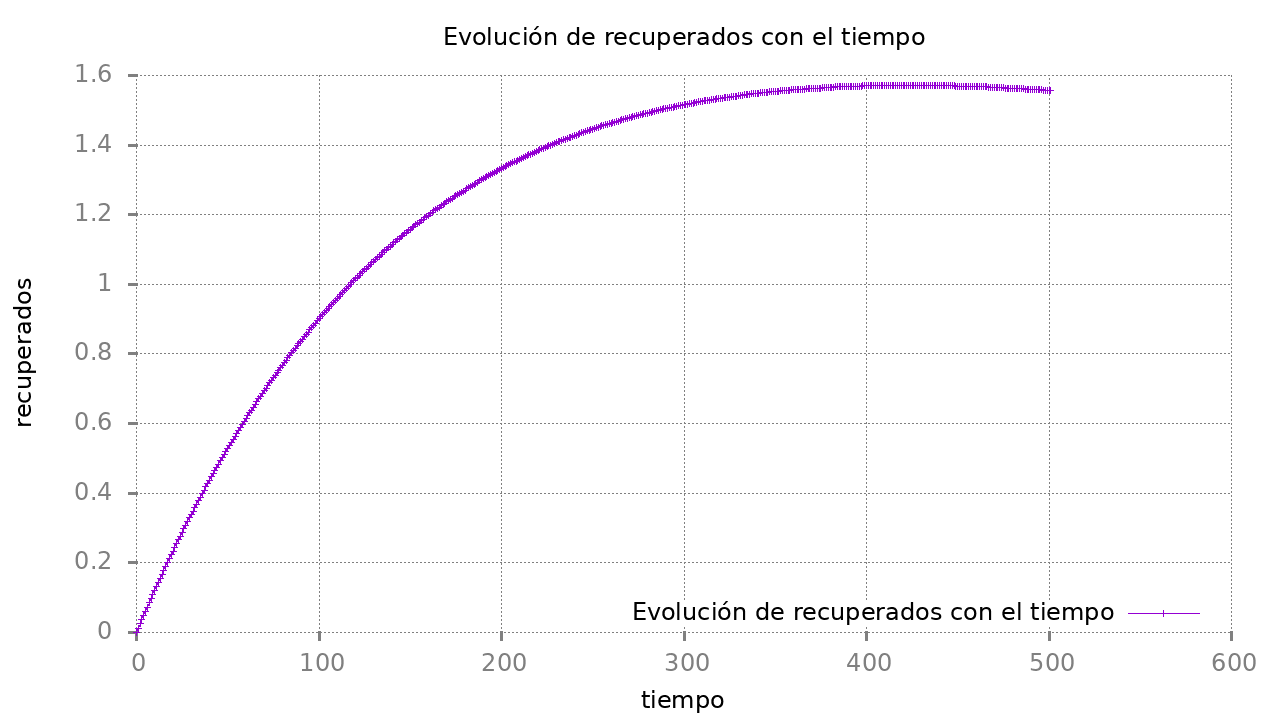 Evolución de recuperados con el tiempo
1.6
1.4
1.2
1
0.8
0.6
0.4
0.2
0
recuperados
Evolución de recuperados con el tiempo
0 100 200 300 400 500 600
tiempo